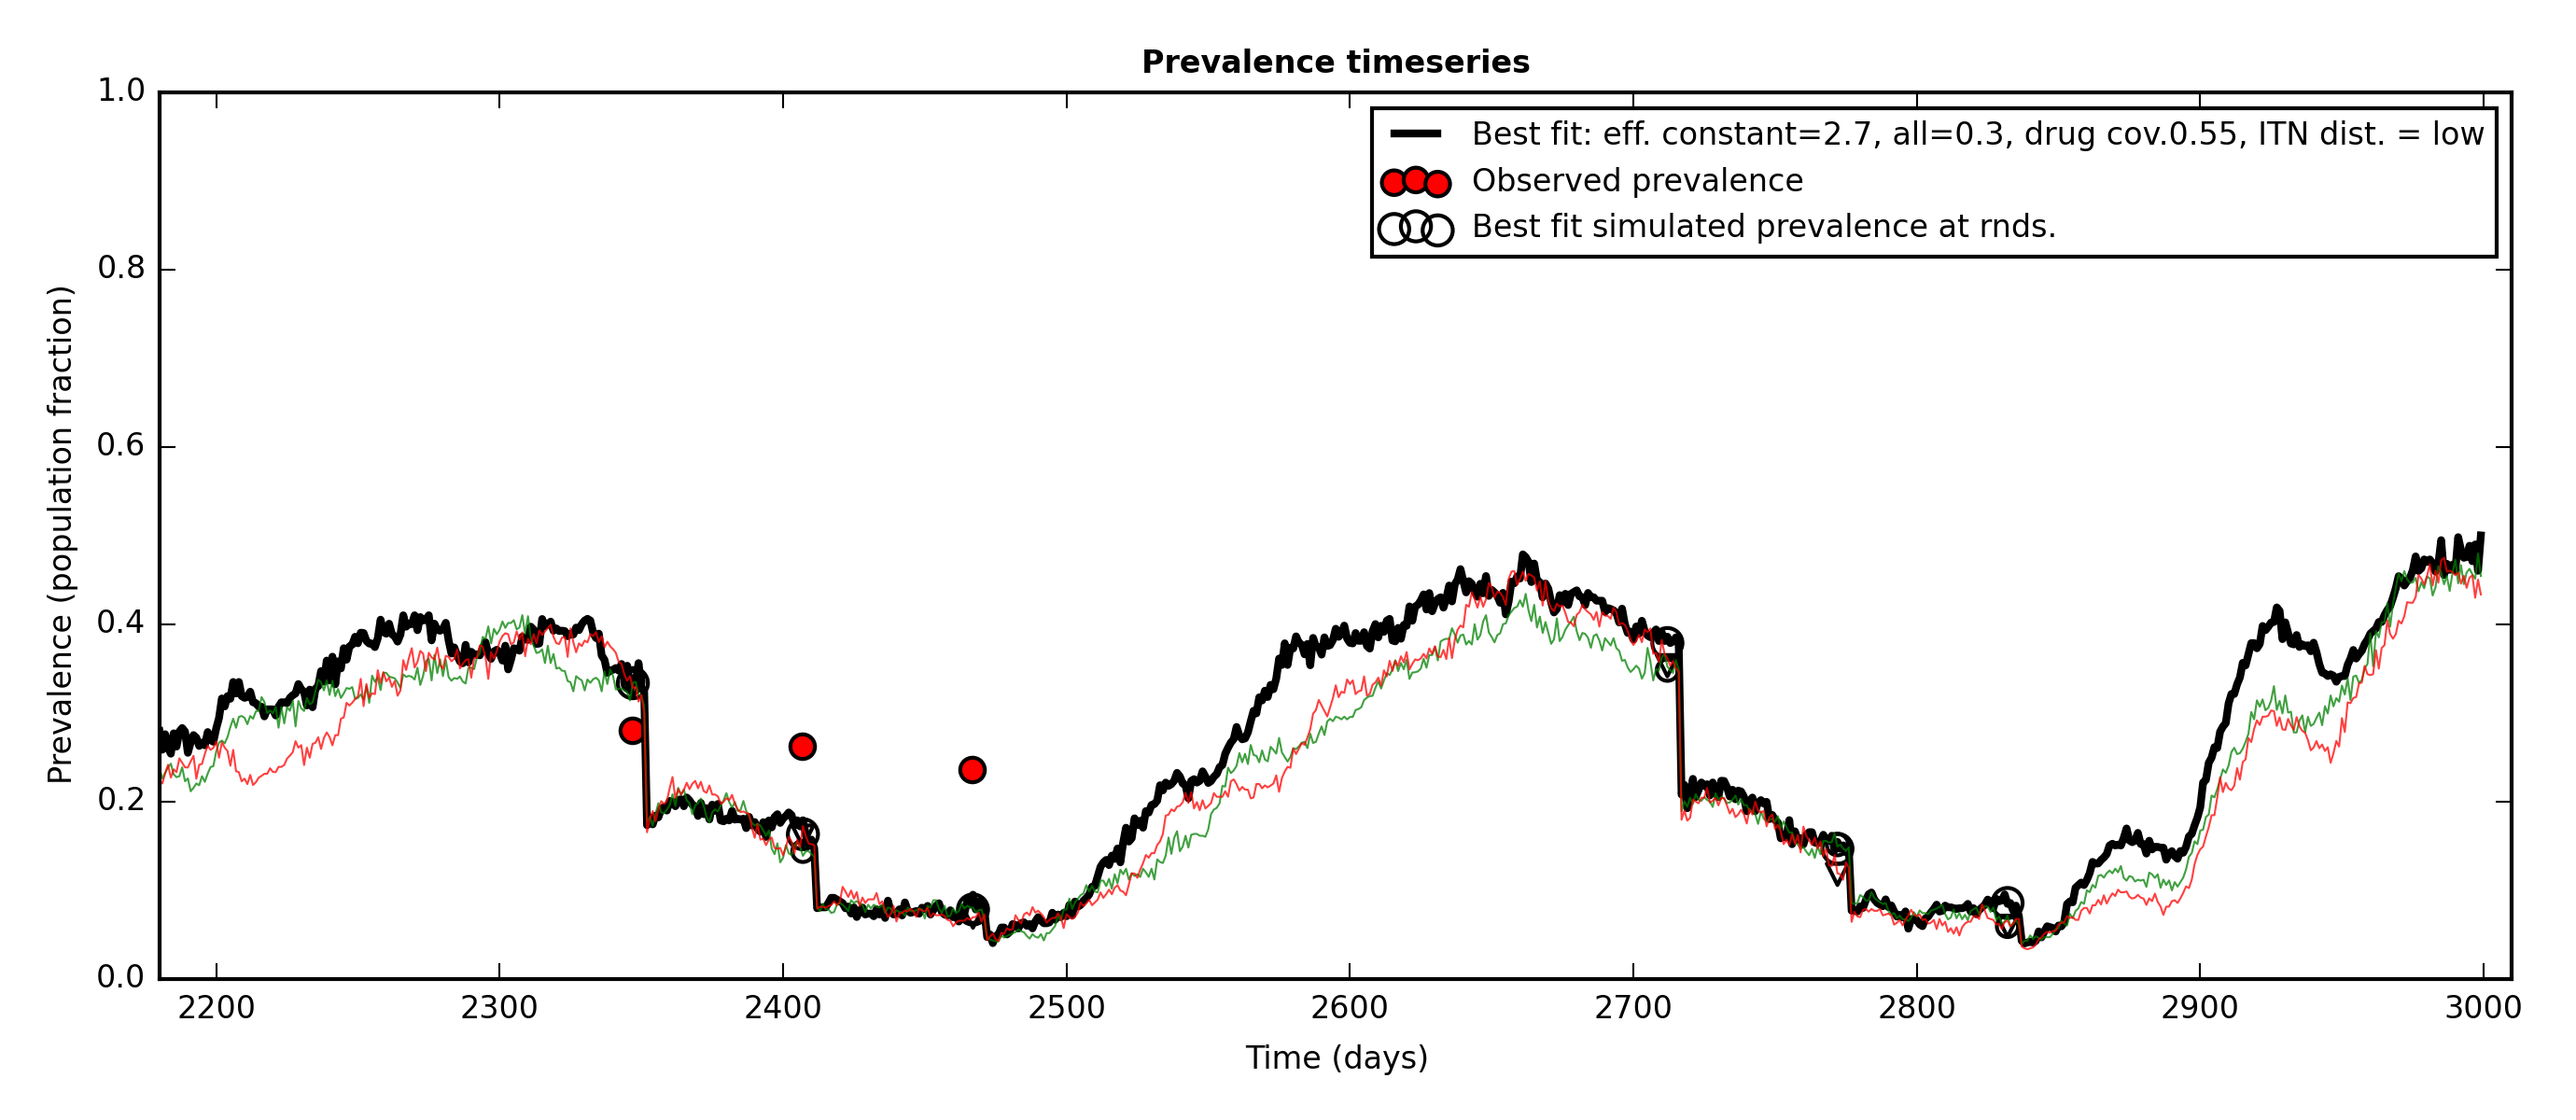 Prevalence timeseries
1.0
0.8
0.6
0.4
0.2
0.0
Prevalence (population fraction)
Best fit: eff. constant=2.7, all=0.3, drug cov.0.55, ITN dist. = low
Observed prevalence
Best fit simulated prevalence at rnds.
2200 2300 2400 2500 2600 2700 2800 2900 3000
Time (days)